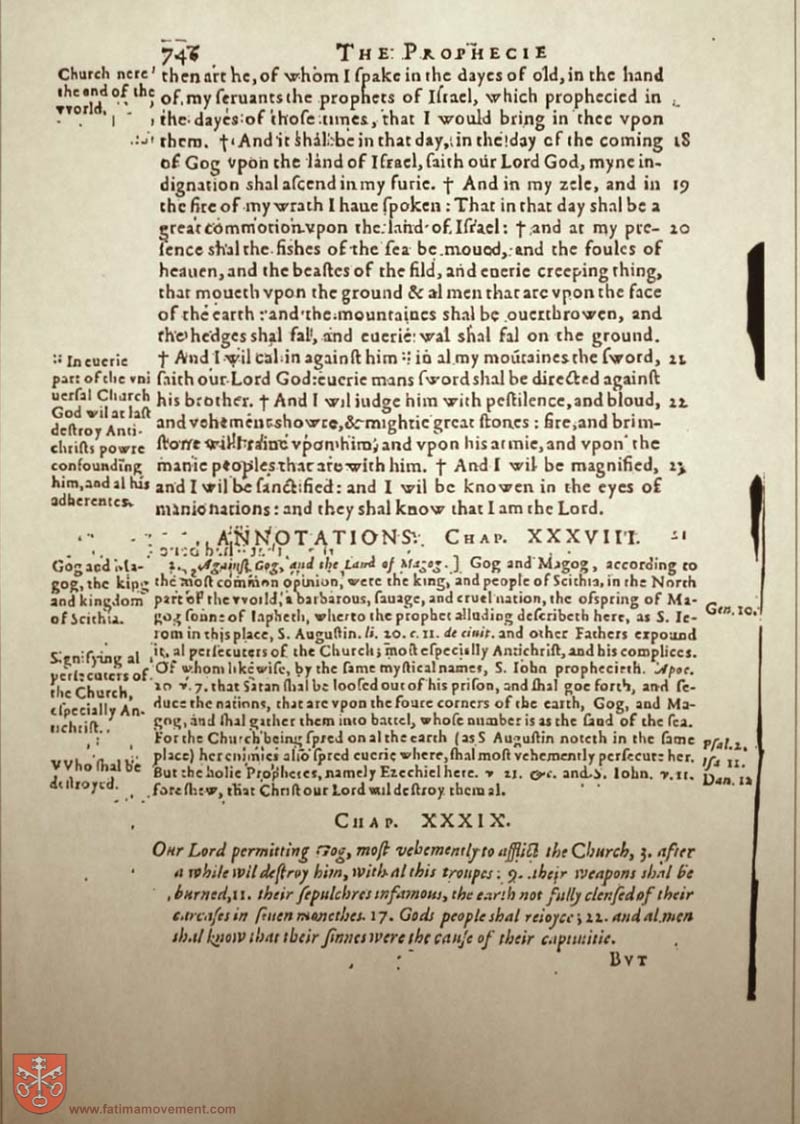 746 THE PROPHECIE
Church nere
the end of the
vvorld.
then art he, of whom I ſpake in the dayes of old, in the hand
of my ſeruants the prophets of Iſrael, which prophecied in
the dayes of thoſe times, that I would bring in thee vpon
them. † And it ſhal be in that day, in the day of the coming 18
of Gog vpon the land of Iſrael, ſaith our Lord God, myne in-
dignation shal aſcend in my furie. † And in my zele, and in 19
the fire of my wrath I haue ſpoken : That in that day shal be a
great commotion vpon the land of Iſrael: † and at my pre- 20
ſence shal the fishes of the ſea be moued, and the foules of
heauen, and the beaſtes of the fild, and euerie creeping thing,
that moueth vpon the ground & al men that are vpon the face
of the earth : and the mountaines shal be ouerthrowen, and
the hedges shal fal, and euerie wal shal fal on the ground.
† And I wil cal in againſt him in al my moũtaines the ſword, 21
ſaith our Lord God: euerie mans ſword shal be directed againſt
his brother. † And I wil iudge him with peſtilence, and bloud, 22
and vehement showre, & mightie great ſtones : fire, and brim-
ſtone wil I raine vpon him, and vpon his armie, and vpon the
manie peoples that are with him. † And I wil be magnified, 23
and I wil be ſanctified: and I wil be knowen in the eyes of
manie nations : and they shal know that I am the Lord.
:: In euerie
part of the vni
uerſal Church
God wil at laſt
deſtroy Anti-
chriſts powre
confounding
him, and al his
adherentes.
ANNOTATIONS. CHAP. XXXVIII.
Gog and Ma-
gog, the king
and kingdom
of Scithia.
Signifying al
perſecuters of
the Church,
eſpecially An-
tichriſt.
VVho ſhal be
deſtroyed.
2. Againſt Gog, and the Land of Magog.] Gog and Magog, according to
the moſt common opinion, were the king, and people of Scithia, in the North
part of the vvorld, a barbarous, ſauage, and cruel nation, the ofspring of Ma-
gog ſonne of Iapheth, wherto the prophet alluding deſcribeth here, as S. Ie-
rom in this place, S. Auguſtin. li. 20. c. 11. de ciuit. and other Fathers expound
it, al perſecuters of the Church; moſt eſpecially Antichriſt, and his complices.
Of whom likewiſe, by the ſame myſtical names, S. Iohn prophecieth. Apoc.
20 v. 7. that Satan ſhal be looſed out of his priſon, and ſhal goe forth, and ſe-
duce the nations, that are vpon the foure corners of the earth, Gog, and Ma-
gog, and ſhal gather them into battel, whoſe number is as the ſand of the ſea.
For the Church being ſpred on al the earth (as S Auguſtin noteth in the ſame
place) her enimies alſo ſpred euerie where, ſhal moſt vehemently perſecute her.
But the holie Prophetes, namely Ezechiel here. v 21. &c. and S. Iohn. v. 11.
foreſhew, that Chriſt our Lord wil deſtroy them al.
Gen. 10.
Pſal. 2.
Iſa 11.
Dan. 12
CHAP. XXXIX.
Our Lord permitting Gog, moſt vehemently to afflict the Church, 3. after
a while wil deſtroy him, with al this troupes : 9. their weapons shal be
burned, 11. their ſepulchres infamous, the earth not fully clenſed of their
carcaſes in ſeuen monethes. 17. Gods people shal reioyce ; 22. and al men
shal know that their ſinnes were the cauſe of their captiuitie.
BVT
www.fatimamovement.com